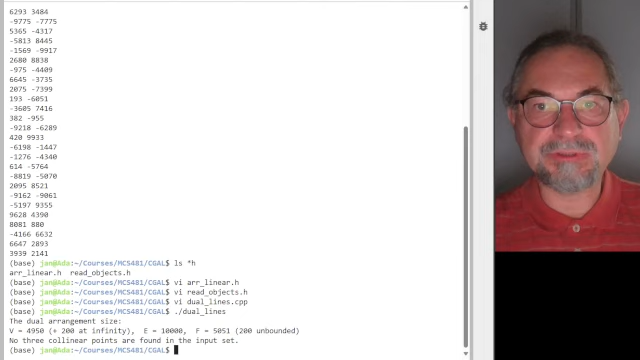 6293 3484
-9775 -7775
5365 -4317
-5813 8445
-1569 -9917
2680 8838
-975 -4409
6645 -3735
2075 -7399
193 -6051
-3605 7416
382 -955
-9218 -6289
420 9933
-6198 -1447
-1276 -4340
614 -5764
-8819 -5070
2095 8521
-9162 -9061
-5197 9355
9628 4390
8081 880
-4166 6632
6647 2893
3939 2141
(base) jan@Ada:~/Courses/MCS481/CGAL$ ls *h
arr_linear.h  read_objects.h
(base) jan@Ada:~/Courses/MCS481/CGAL$ vi arr_linear.h
(base) jan@Ada:~/Courses/MCS481/CGAL$ vi read_objects.h
(base) jan@Ada:~/Courses/MCS481/CGAL$ vi dual_lines.cpp
(base) jan@Ada:~/Courses/MCS481/CGAL$ ./dual_lines
The dual arrangement size:
V = 4950 (+ 200 at infinity),  E = 10000,  F = 5051 (200 unbounded)
No three collinear points are found in the input set.
(base) jan@Ada:~/Courses/MCS481/CGAL$